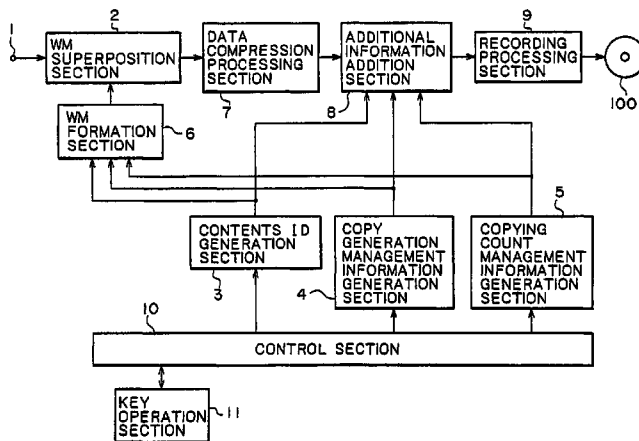 1
2
WM
SUPERPOSITION
SECTION
DATA
COMPRESSION
PROCESSING
SECTION
7
ADDITIONAL
INFORMATION
ADDITION
SECTION
8
9
RECORDING
PROCESSING
SECTION
100
WM
FORMATION
SECTION
6
CONTENTS ID
GENERATION
SECTION
3
COPY
GENERATION
MANAGEMENT
INFORMATION
GENERATION
SECTION
4
5
COPYING
COUNT
MANAGEMENT
INFORMATION
GENERATION
SECTION
10
CONTROL SECTION
KEY
OPERATION
SECTION
11